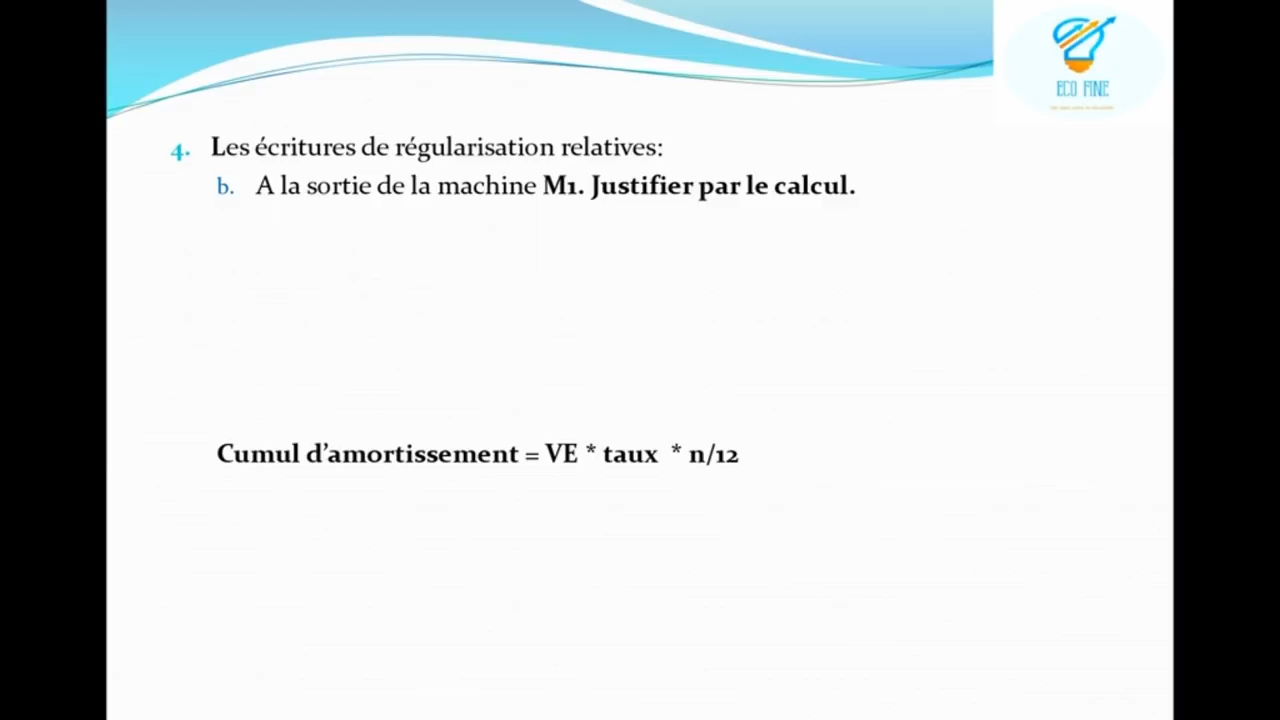 ECO FINE
4. Les écritures de régularisation relatives:
b. A la sortie de la machine M1. Justifier par le calcul.
Cumul d’amortissement = VE * taux * n/12